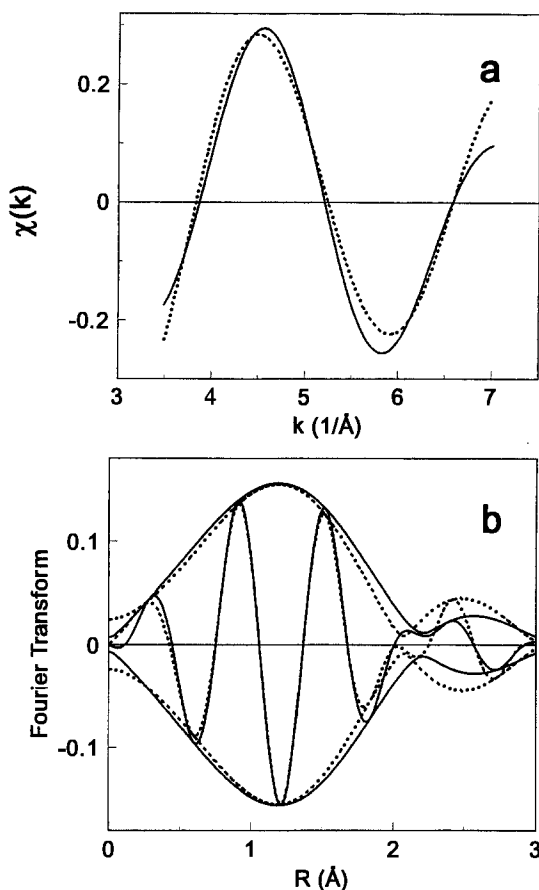 a
0.2
0
-0.2
χ(k)
3 4 5 6 7
k (1/Å)
b
0.1
0
-0.1
Fourier Transform
0 1 2 3
R (Å)